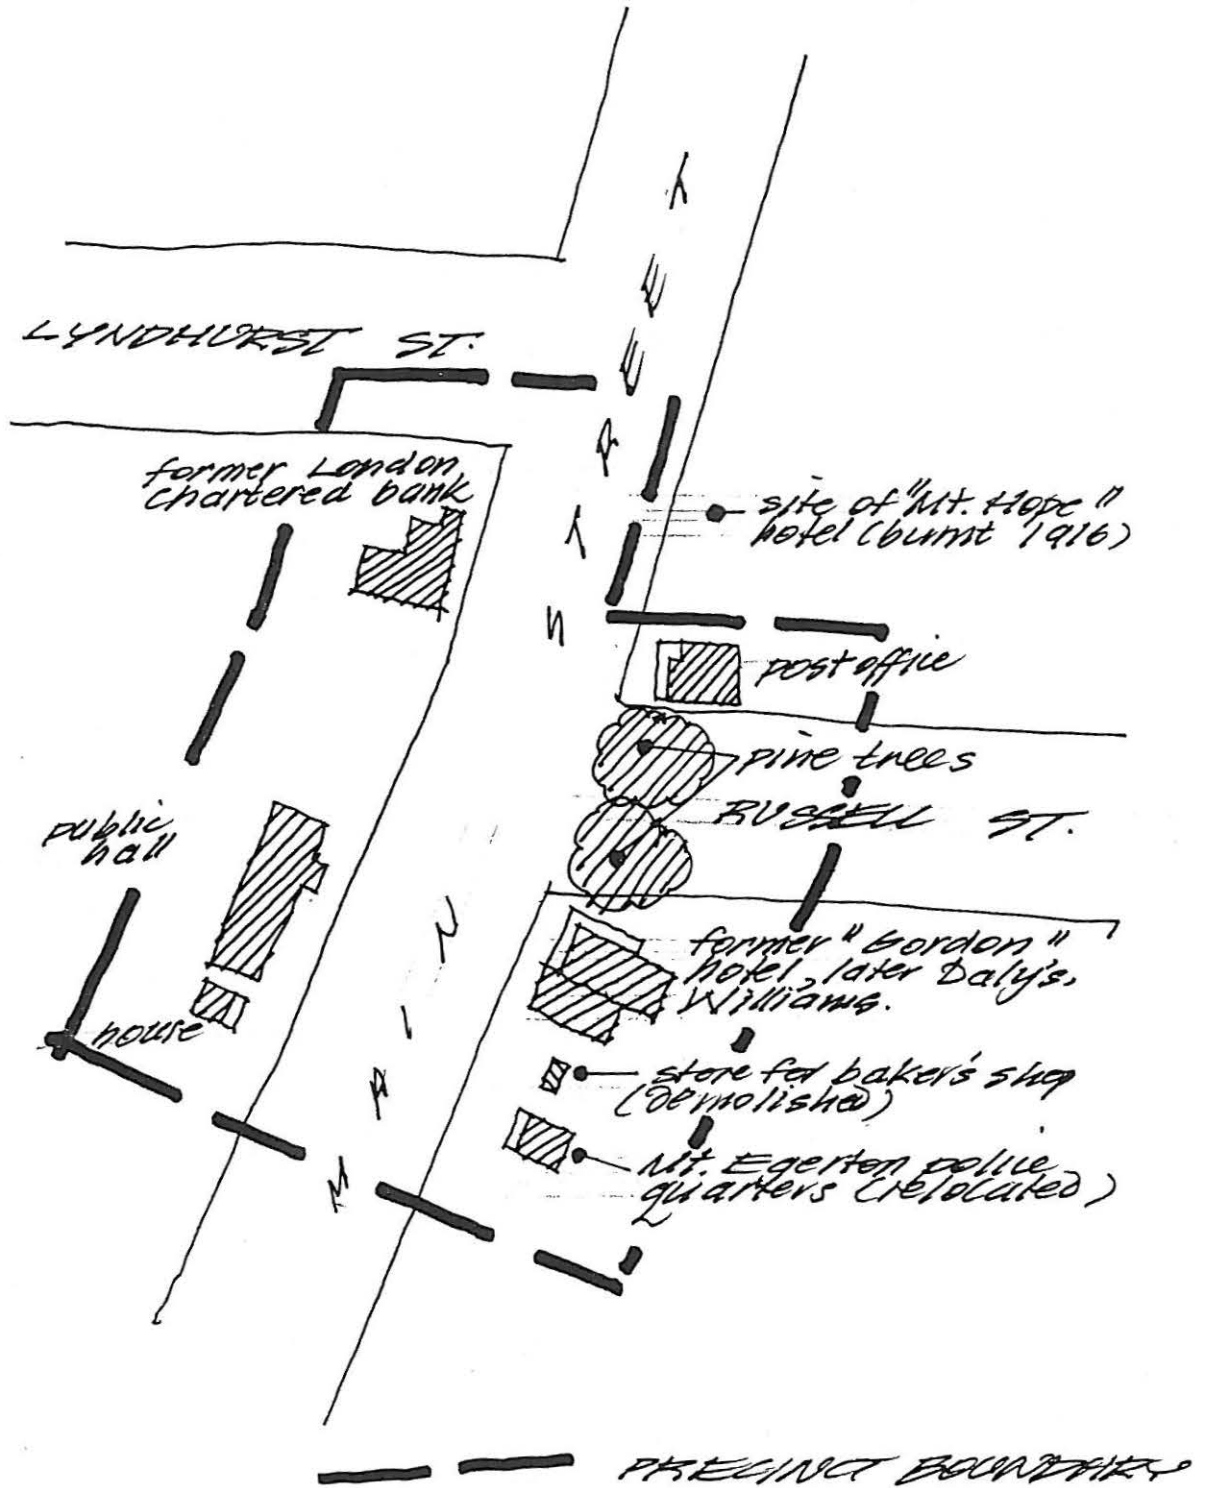 LYNDHURST ST.
former London
chartered bank
site of "Mt. Hope"
hotel (burnt 1916)
post office
pine trees
RUSSELL ST.
public
hall
former "Gordon"
hotel, later Daly's,
Williams.
house
store for baker's shop
(demolished)
Mt. Egerton police
quarters (relocated)
MAIN
PRECINCT BOUNDARY